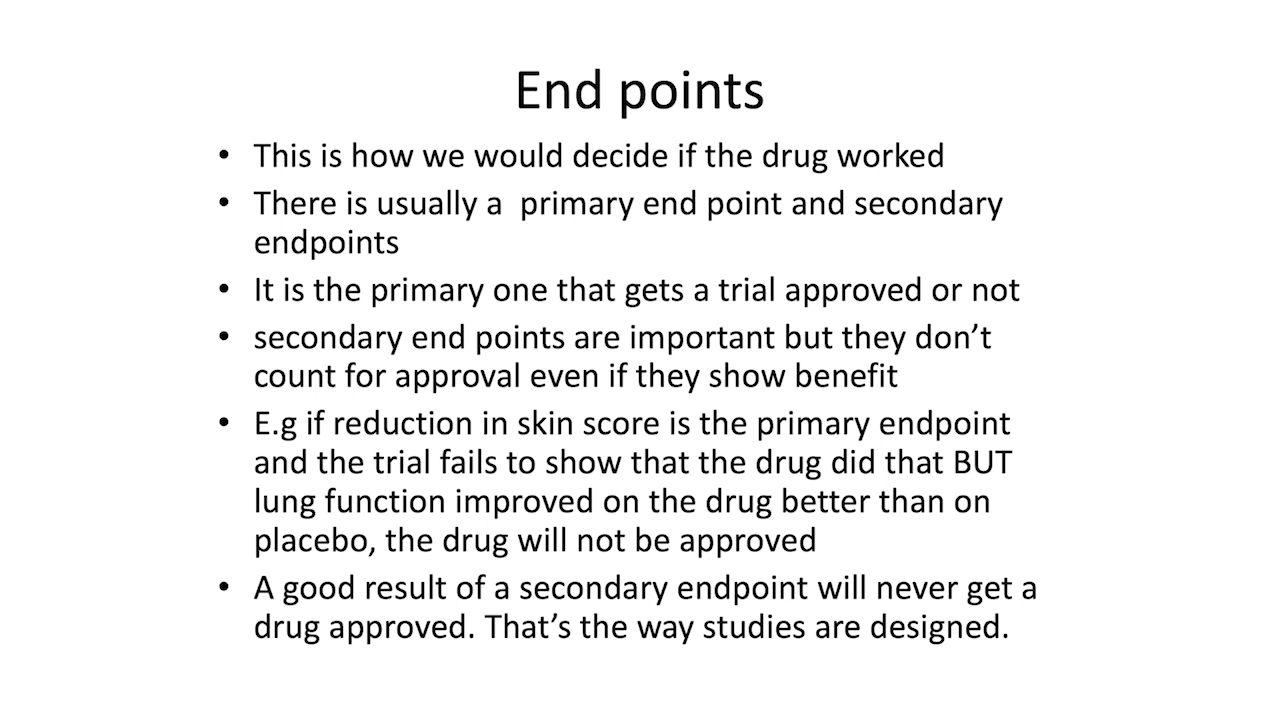 End points
• This is how we would decide if the drug worked
• There is usually a  primary end point and secondary
endpoints
• It is the primary one that gets a trial approved or not
• secondary end points are important but they don’t
count for approval even if they show benefit
• E.g if reduction in skin score is the primary endpoint
and the trial fails to show that the drug did that BUT
lung function improved on the drug better than on
placebo, the drug will not be approved
• A good result of a secondary endpoint will never get a
drug approved. That’s the way studies are designed.